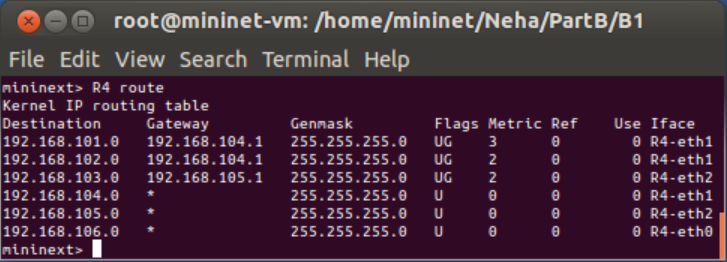 root@mininet-vm: /home/mininet/Neha/PartB/B1
File Edit View Search Terminal Help
mininext> R4 route
Kernel IP routing table
Destination Gateway Genmask Flags Metric Ref Use Iface
192.168.101.0 192.168.104.1 255.255.255.0 UG 3 0 0 R4-eth1
192.168.102.0 192.168.104.1 255.255.255.0 UG 2 0 0 R4-eth1
192.168.103.0 192.168.105.1 255.255.255.0 UG 2 0 0 R4-eth2
192.168.104.0 * 255.255.255.0 U 0 0 0 R4-eth1
192.168.105.0 * 255.255.255.0 U 0 0 0 R4-eth2
192.168.106.0 * 255.255.255.0 U 0 0 0 R4-eth0
mininext>